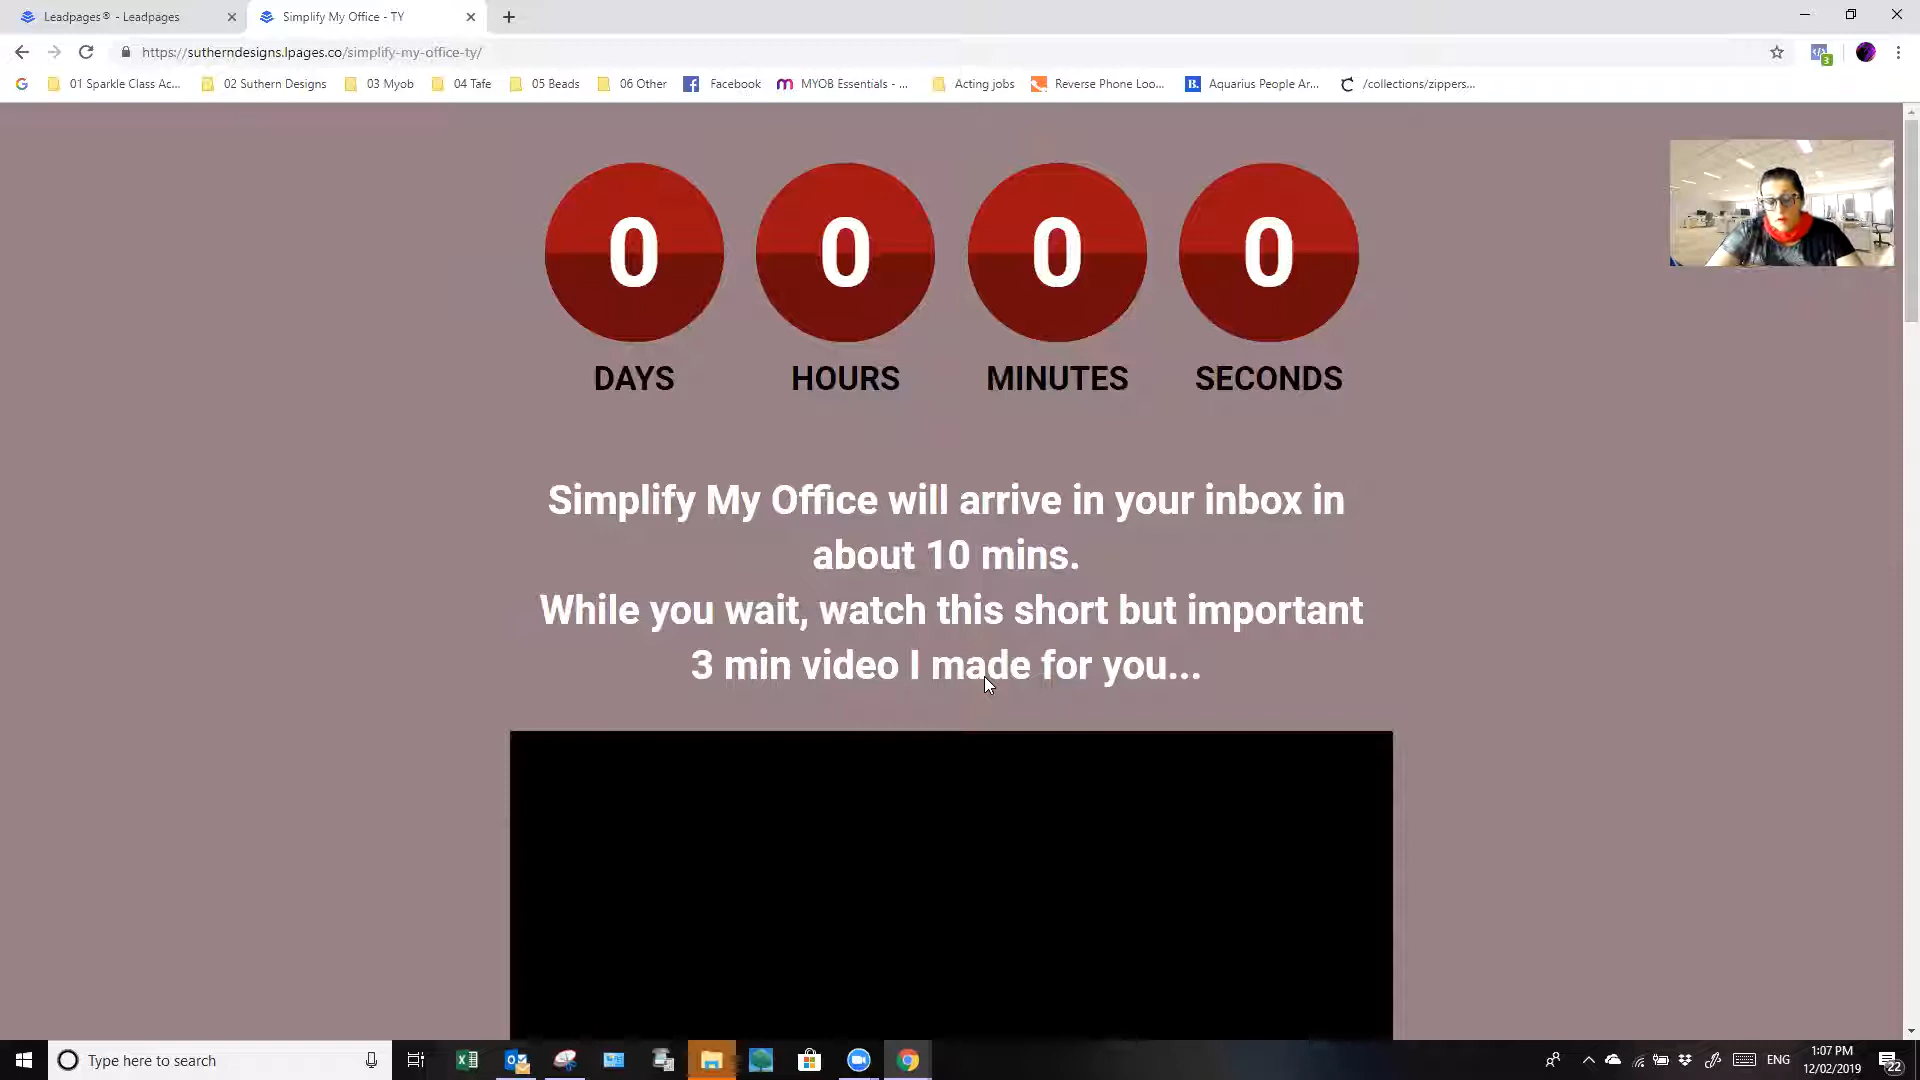 Leadpages® - Leadpages
Simplify My Office - TY
https://sutherndesigns.lpages.co/simplify-my-office-ty/
3
01 Sparkle Class Ac...
02 Suthern Designs
03 Myob
04 Tafe
05 Beads
06 Other
Facebook
MYOB Essentials - ...
Acting jobs
Reverse Phone Loo...
Aquarius People Ar...
/collections/zippers...
0 0 0 0
DAYS HOURS MINUTES SECONDS
Simplify My Office will arrive in your inbox in
about 10 mins.
While you wait, watch this short but important
3 min video I made for you...
Type here to search
ENG
1:07 PM
12/02/2019
22